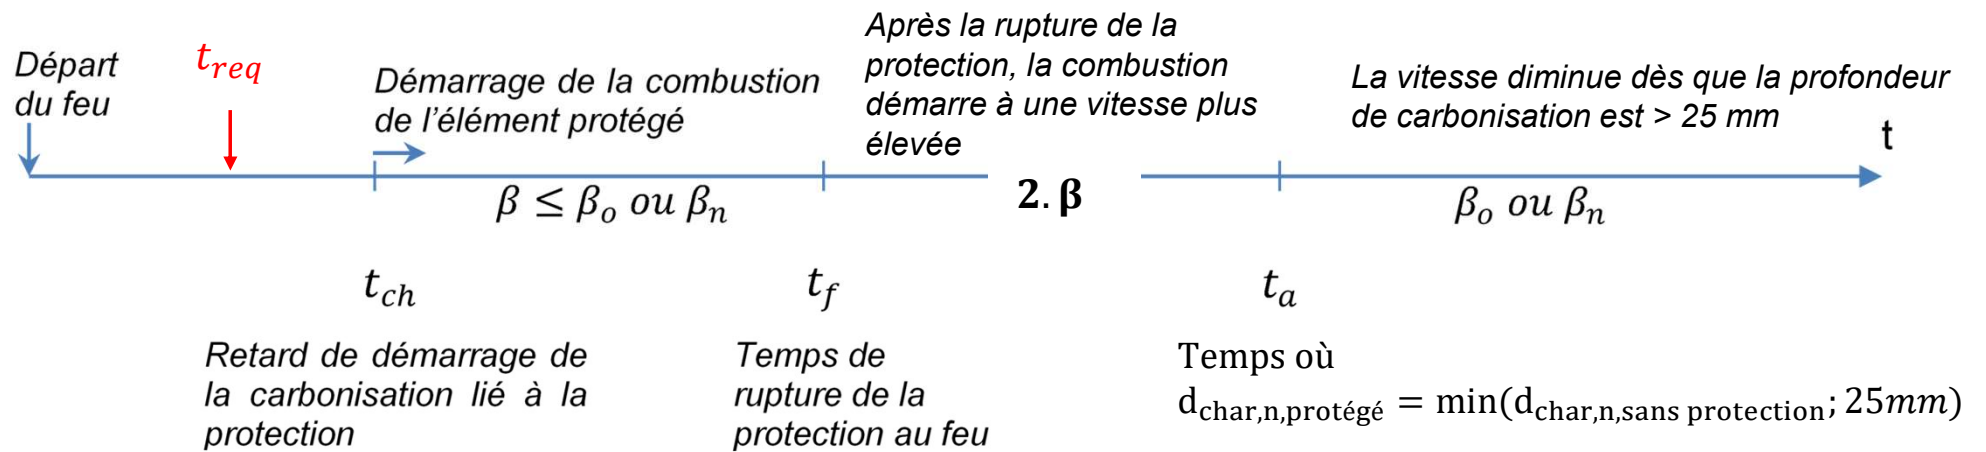 Départ
du feu
t_req
Démarrage de la combustion
de l'élément protégé
Après la rupture de la
protection, la combustion
démarre à une vitesse plus
élevée
La vitesse diminue dès que la profondeur
de carbonisation est > 25 mm
t
β ≤ β_o ou β_n
2. β
β_o ou β_n
t_ch
Retard de démarrage de
la carbonisation lié à la
protection
t_f
Temps de
rupture de la
protection au feu
t_a
Temps où
d_char,n,protégé = min(d_char,n,sans protection; 25mm)